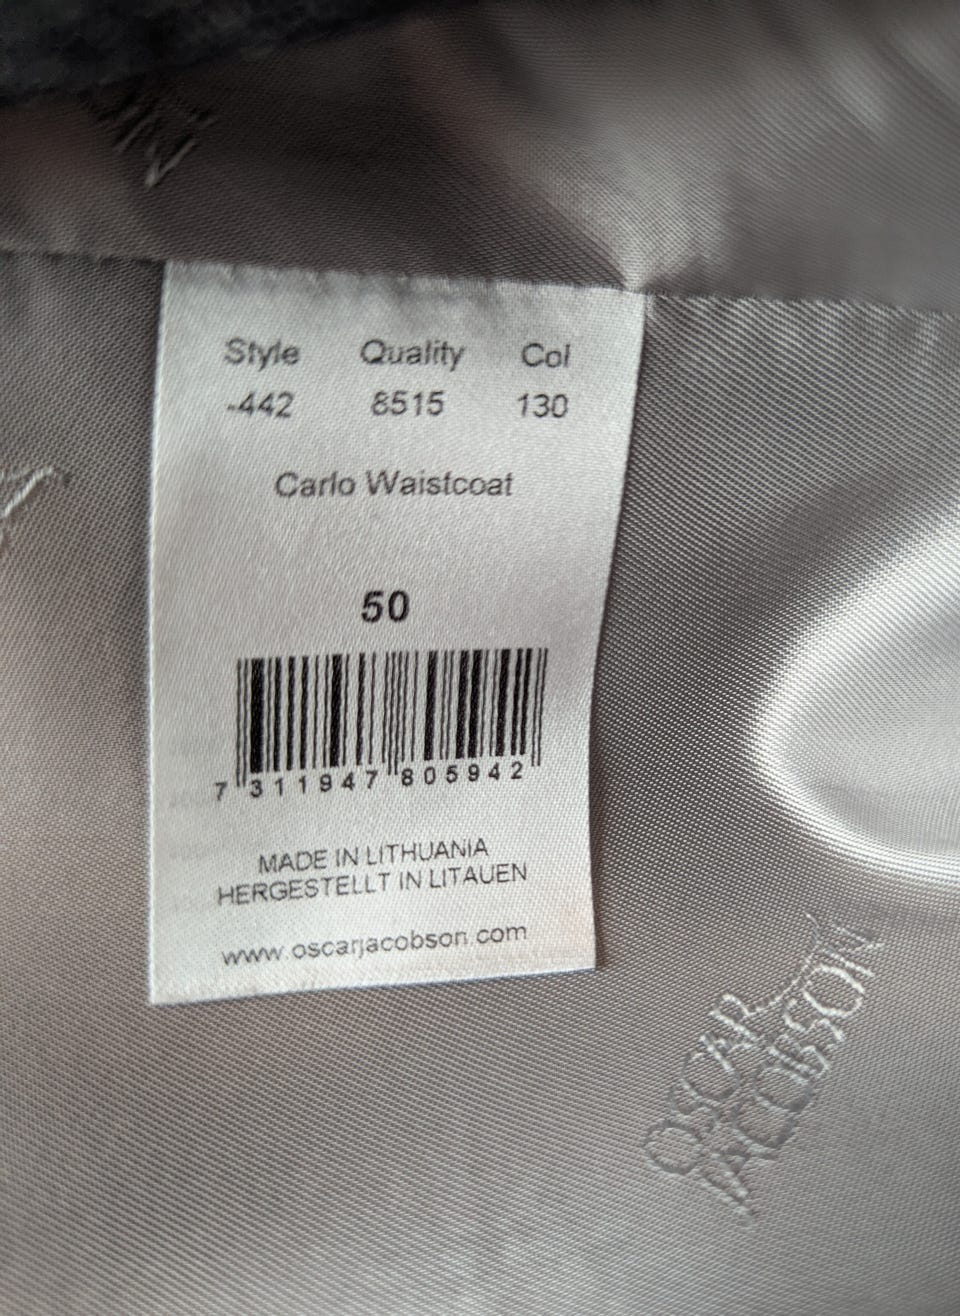 Style Quality Col
-442 8515 130
Carlo Waistcoat
50
7 311947 805942
MADE IN LITHUANIA
HERGESTELLT IN LITAUEN
www.oscarjacobson.com
OSCAR
JACOBSON